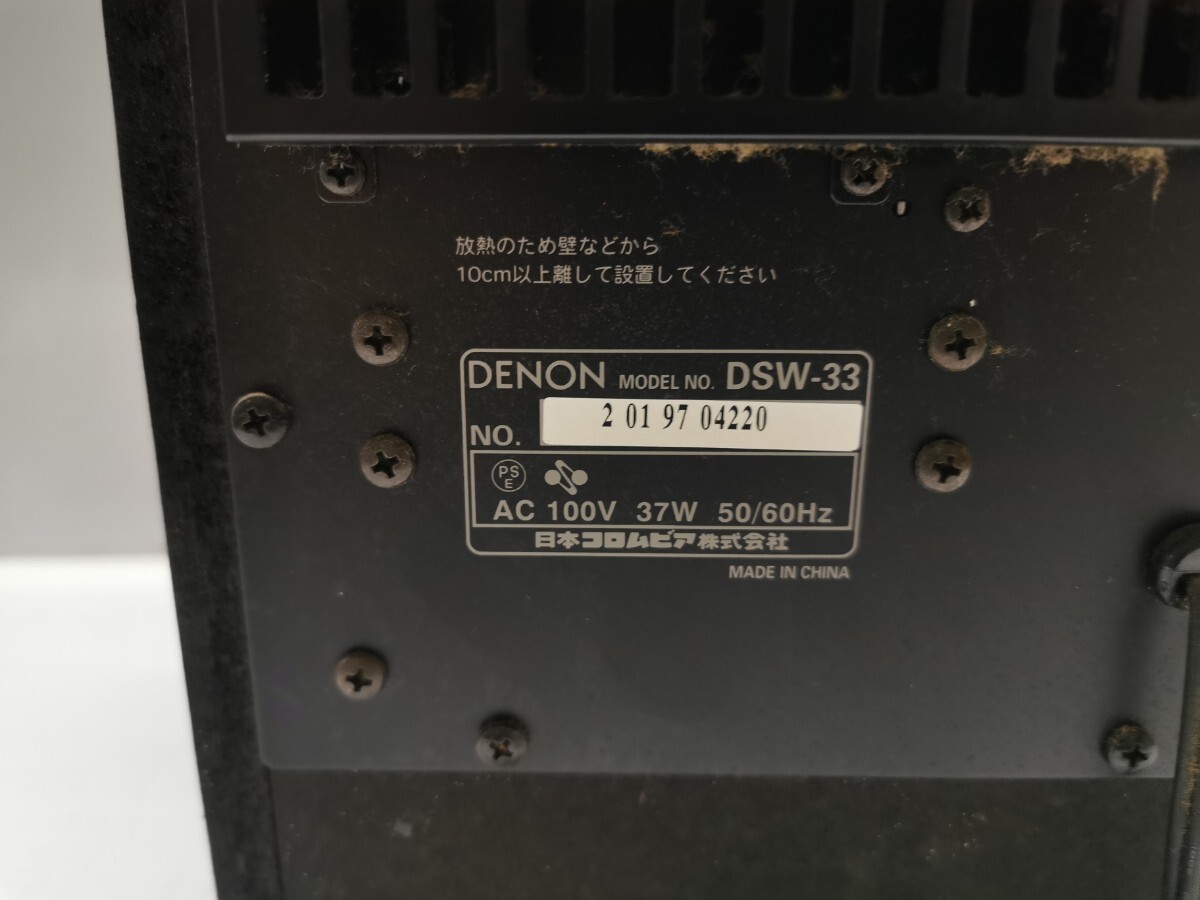 放熱のため壁などから
10cm以上離して設置してください
DENON MODEL NO. DSW-33
NO. 2 01 97 04220
PS
E
AC 100V 37W 50/60Hz
日本コロムビア株式会社
MADE IN CHINA